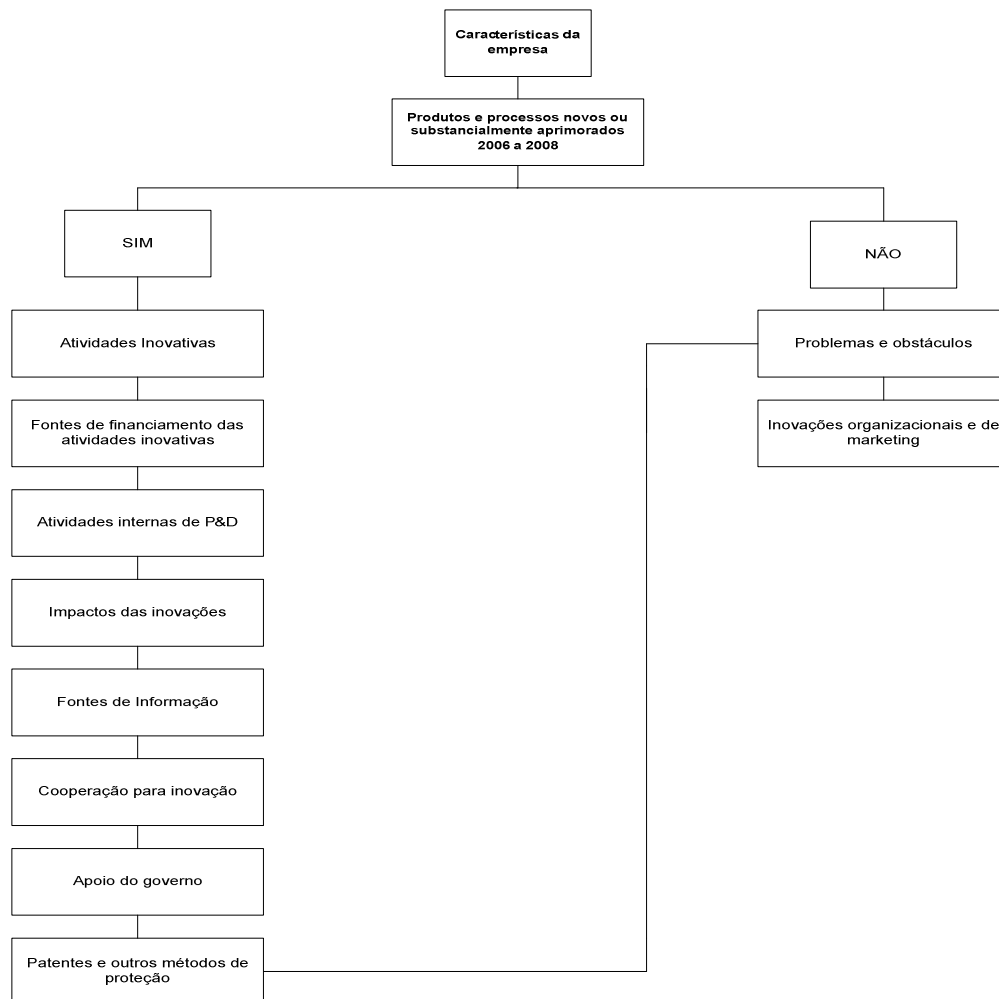 Características da
empresa
Produtos e processos novos ou
substancialmente aprimorados
2006 a 2008
SIM
Atividades Inovativas
Fontes de financiamento das
atividades inovativas
Atividades internas de P&D
Impactos das inovações
Fontes de Informação
Cooperação para inovação
Apoio do governo
Patentes e outros métodos de
proteção
NÃO
Problemas e obstáculos
Inovações organizacionais e de
marketing